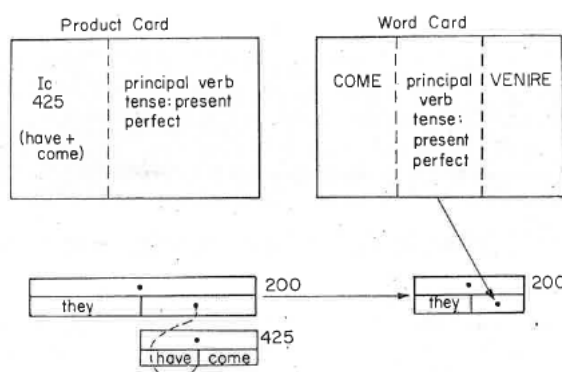 Product Card
Word Card
Ic
425
(have +
come)
principal verb
tense: present
perfect
COME
principal
verb
tense:
present
perfect
VENIRE
200
they
425
have come
200
they